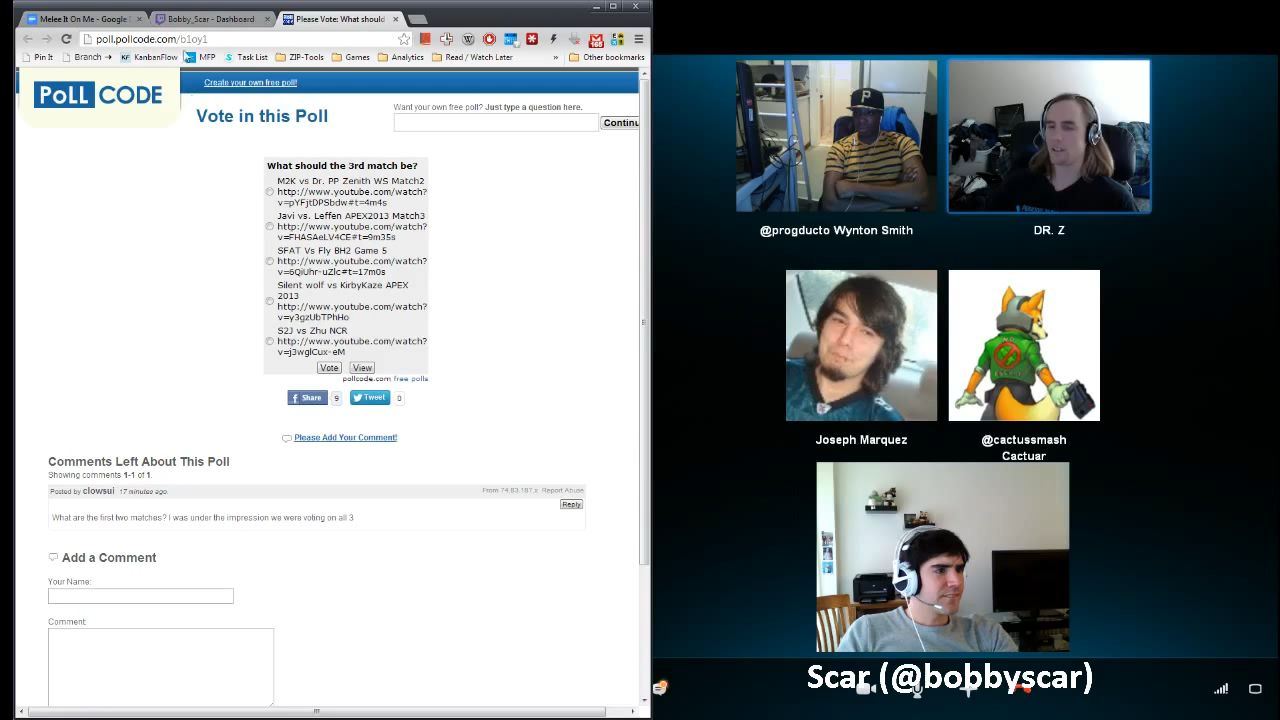 Melee It On Me - Google
Bobby_Scar - Dashboard
Please Vote: What should
poll.pollcode.com/b1oy1
Pin It
Branch →
KanbanFlow
MFP
Task List
ZIP-Tools
Games
Analytics
Read / Watch Later
»
Other bookmarks
168
PoLL CODE
Create your own free poll!
Vote in this Poll
Want your own free poll? Just type a question here.
Continu
What should the 3rd match be?
M2K vs Dr. PP Zenith WS Match2
http://www.youtube.com/watch?
v=pYFjtDPSbdw#t=4m4s
Javi vs. Leffen APEX2013 Match3
http://www.youtube.com/watch?
v=FHASAeLV4CE#t=9m35s
SFAT Vs Fly BH2 Game 5
http://www.youtube.com/watch?
v=6QiUhr-uZlc#t=17m0s
Silent wolf vs KirbyKaze APEX
2013
http://www.youtube.com/watch?
v=y3gzUbTPhHo
S2J vs Zhu NCR
http://www.youtube.com/watch?
v=j3wglCux-eM
Vote View
pollcode.com free polls
Share 9 Tweet 0
Please Add Your Comment!
Comments Left About This Poll
Showing comments 1-1 of 1.
Posted by clowsui 17 minutes ago.
From 74.83.187.x. Report Abuse
Reply
What are the first two matches? I was under the impression we were voting on all 3
Add a Comment
Your Name:
Comment:
@progducto Wynton Smith
DR. Z
Joseph Marquez
@cactussmash
Cactuar
Scar (@bobbyscar)